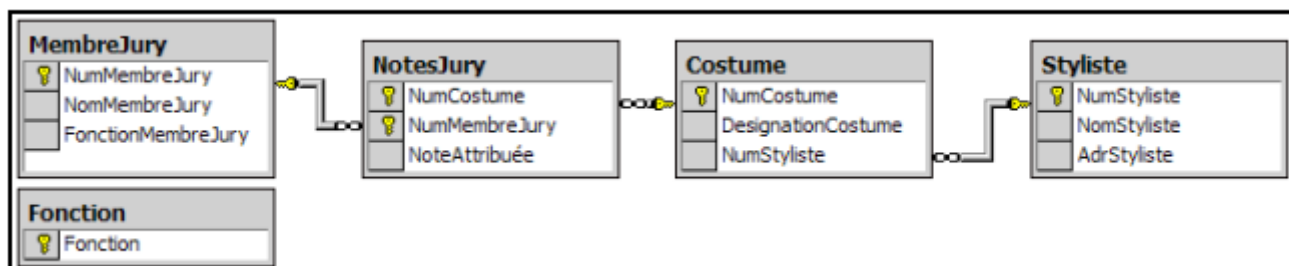 MembreJury
NumMembreJury
NomMembreJury
FonctionMembreJury
NotesJury
NumCostume
NumMembreJury
NoteAttribuée
Costume
NumCostume
DesignationCostume
NumStyliste
Styliste
NumStyliste
NomStyliste
AdrStyliste
Fonction
Fonction